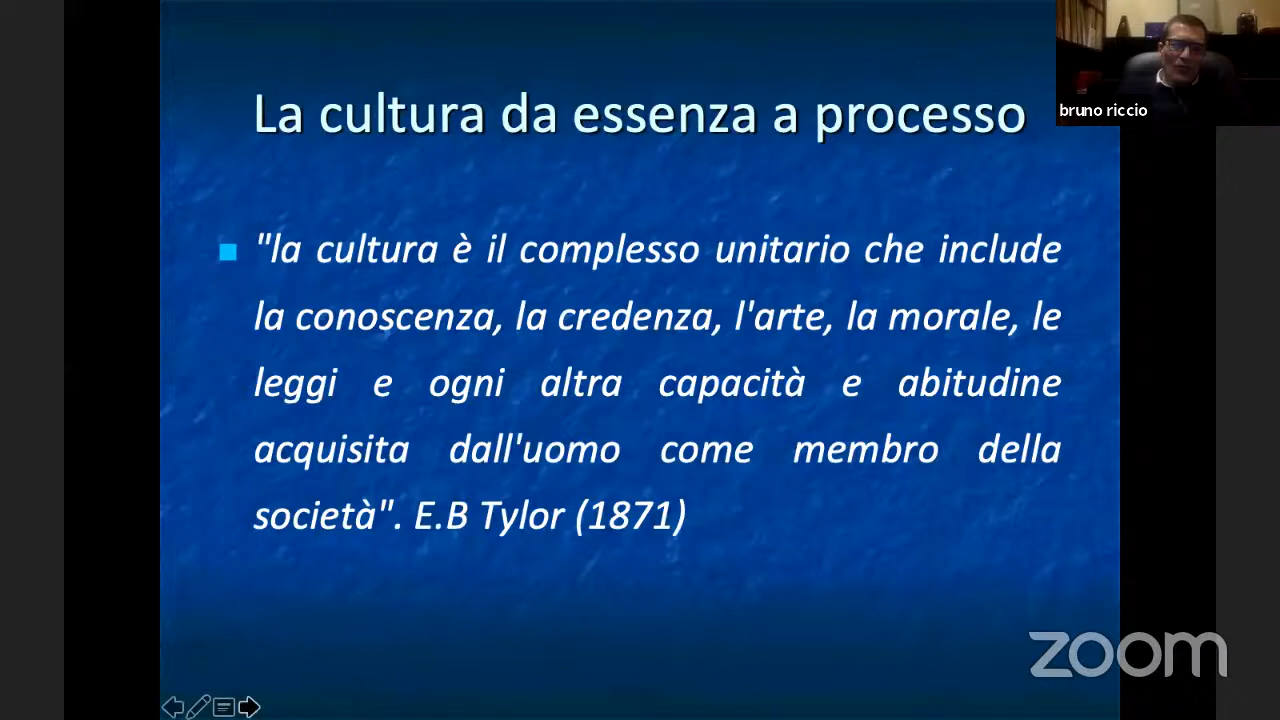 La cultura da essenza a processo
bruno riccio
"la cultura è il complesso unitario che include
la conoscenza, la credenza, l'arte, la morale, le
leggi e ogni altra capacità e abitudine
acquisita dall'uomo come membro della
società". E.B Tylor (1871)
zoom